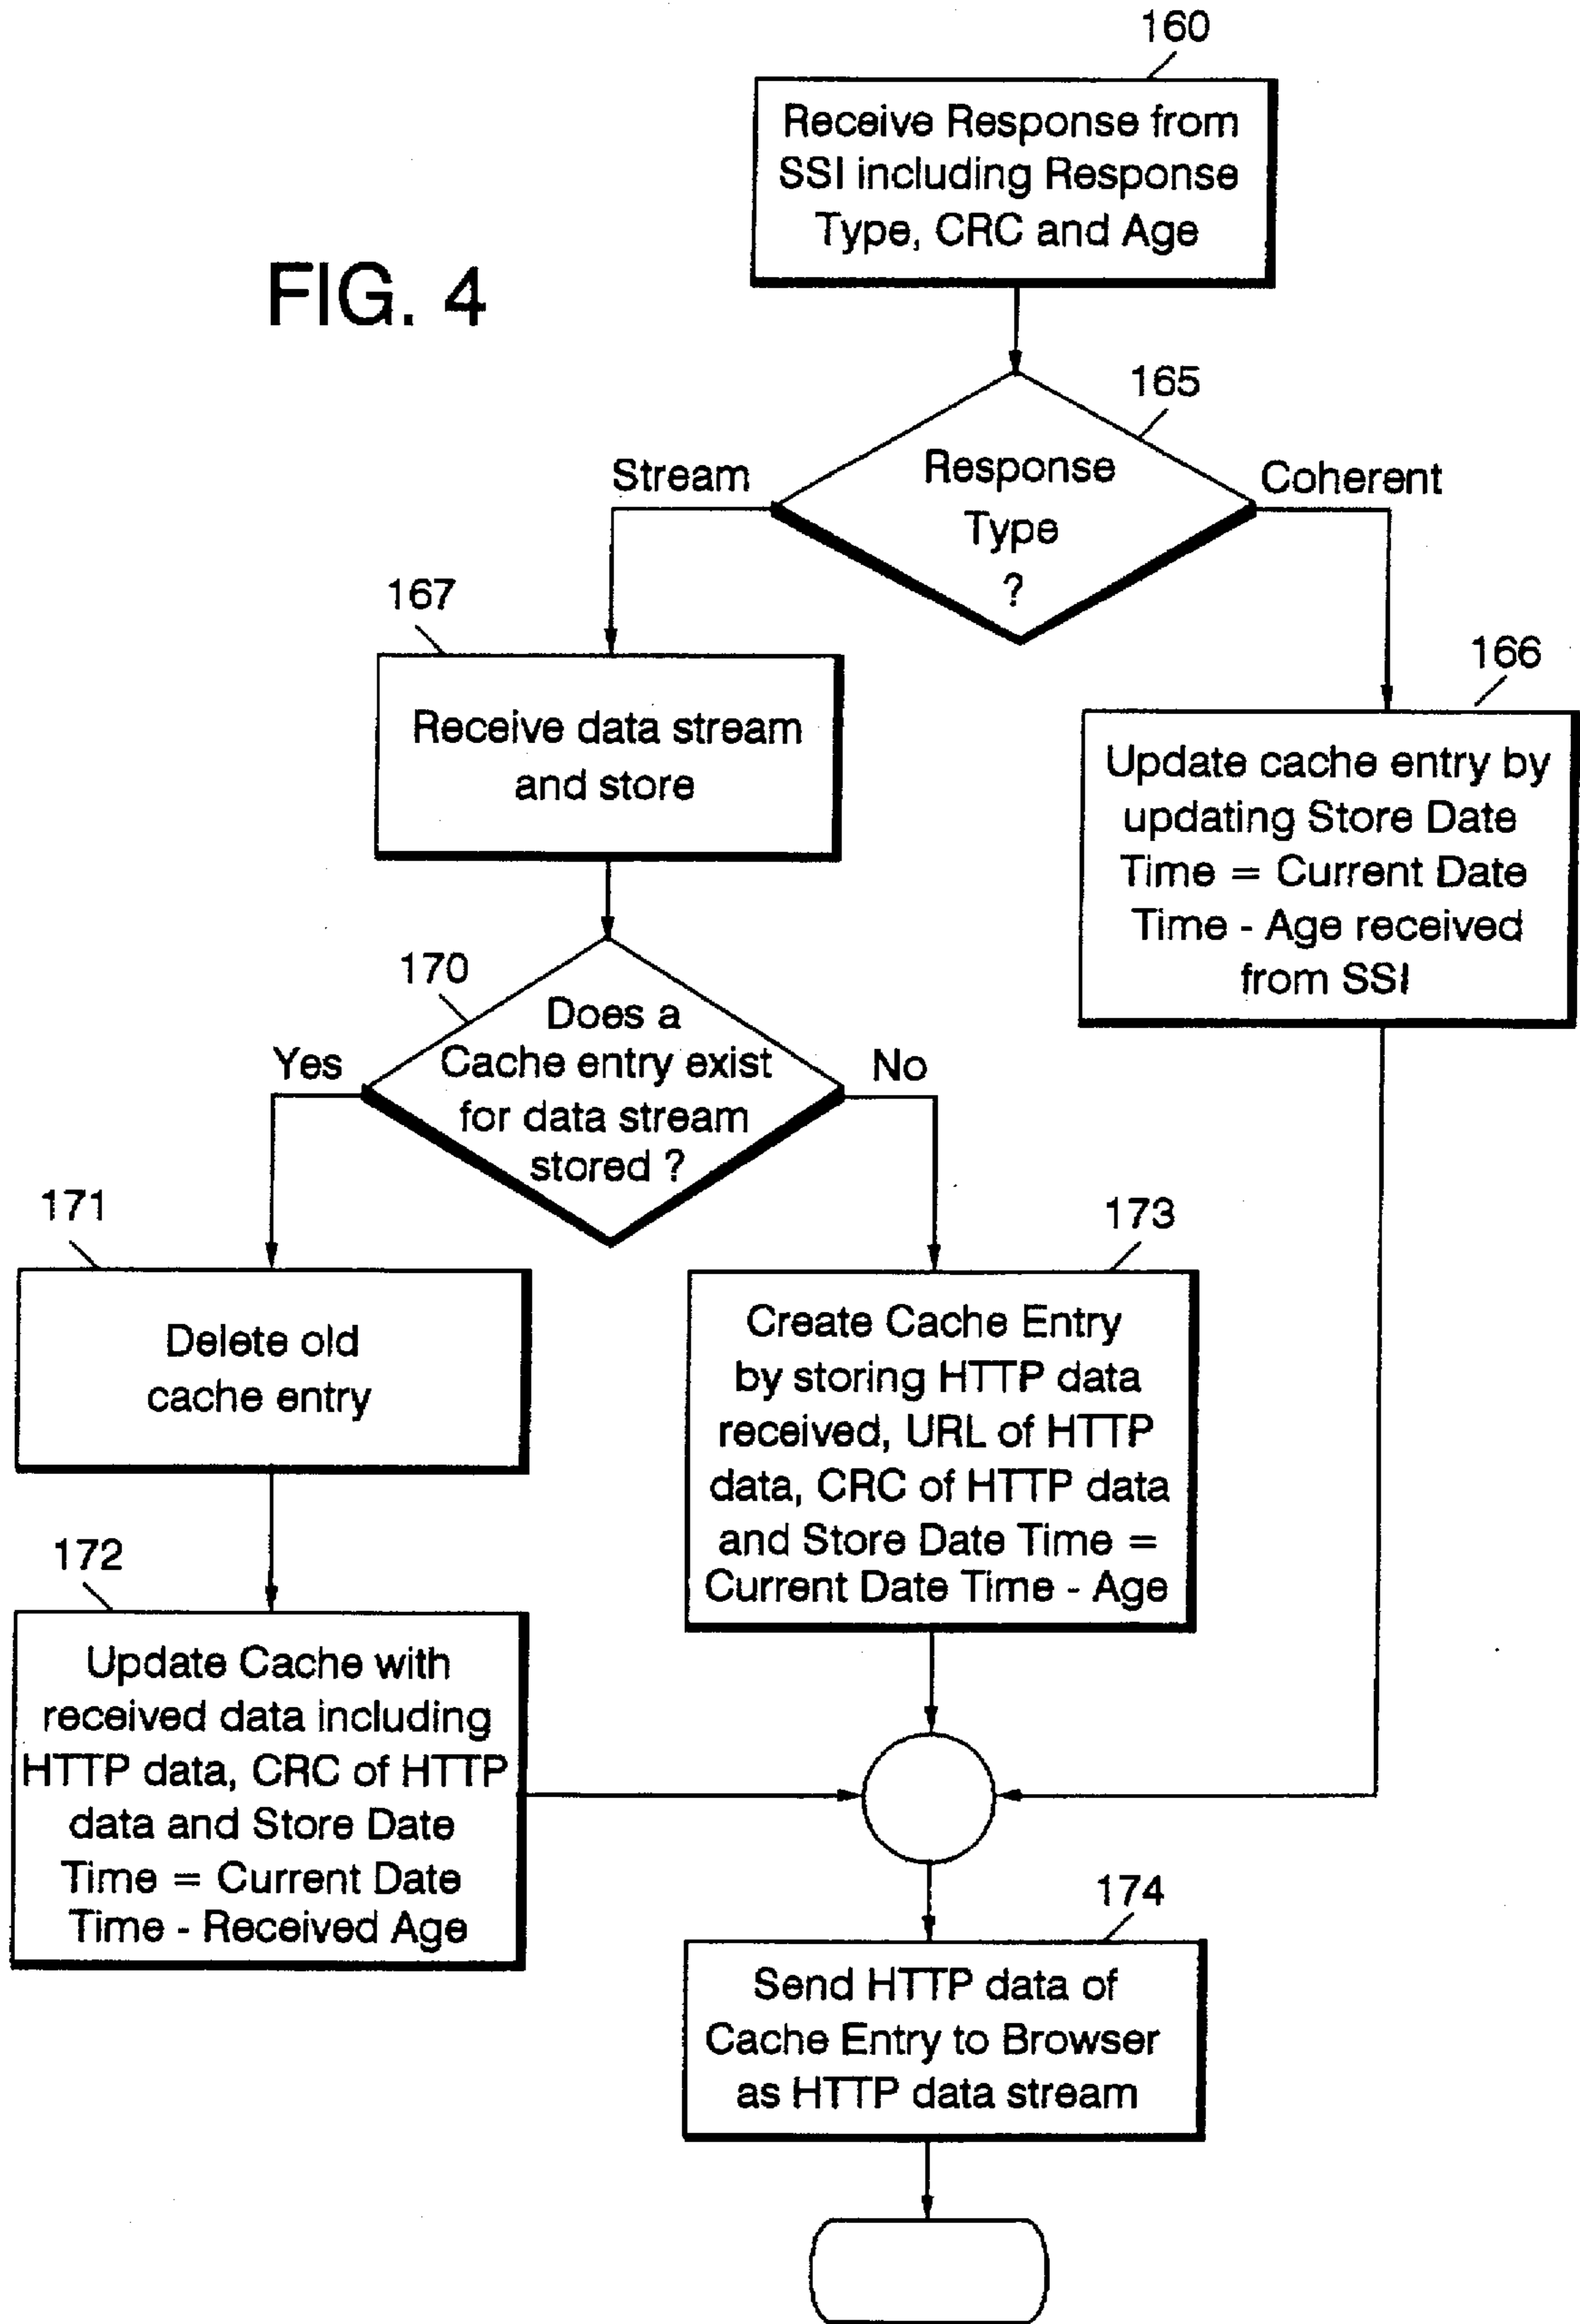 FIG. 4
160
Receive Response from
SSI including Response
Type, CRC and Age
165
Response
Type
?
Stream
Coherent
167
Receive data stream
and store
166
Update cache entry by
updating Store Date
Time = Current Date
Time - Age received
from SSI
170
Does a
Cache entry exist
for data stream
stored ?
Yes
No
171
Delete old
cache entry
173
Create Cache Entry
by storing HTTP data
received, URL of HTTP
data, CRC of HTTP data
and Store Date Time =
Current Date Time - Age
172
Update Cache with
received data including
HTTP data, CRC of HTTP
data and Store Date
Time = Current Date
Time - Received Age
174
Send HTTP data of
Cache Entry to Browser
as HTTP data stream